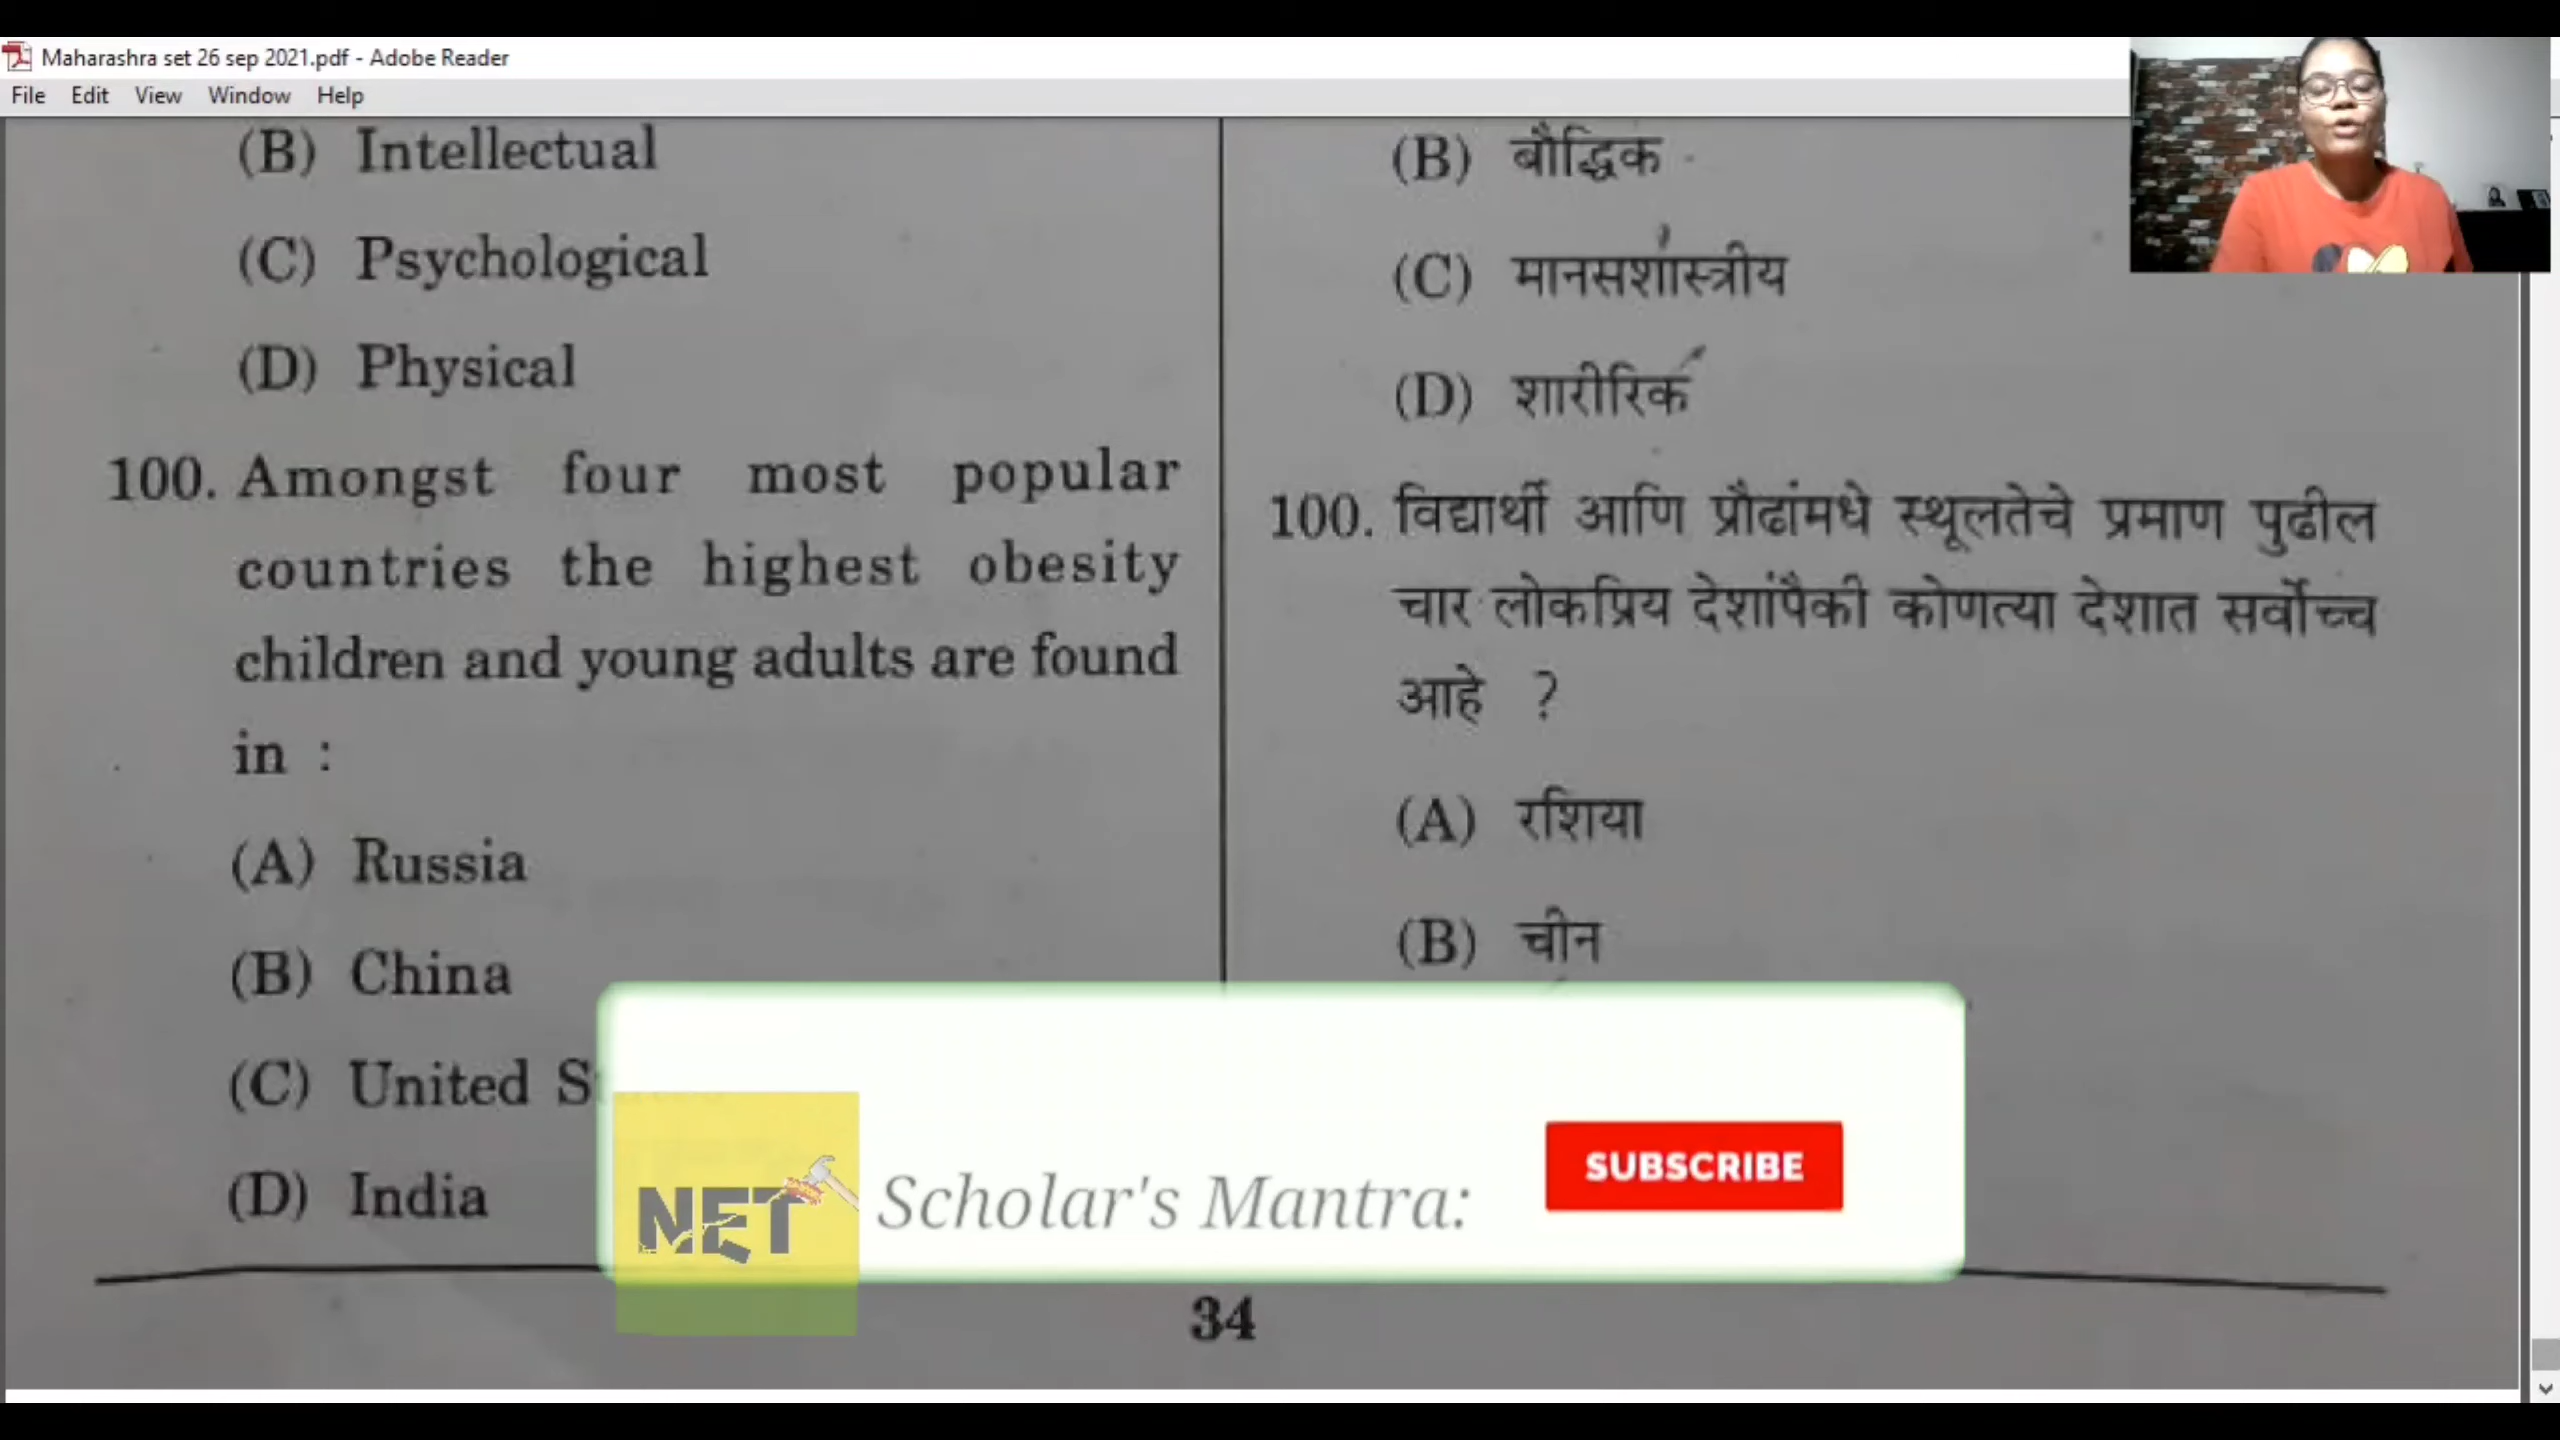 Maharashra set 26 sep 2021.pdf - Adobe Reader
File Edit View Window Help
(B) Intellectual
(C) Psychological
(D) Physical
100. Amongst four most popular
countries the highest obesity
children and young adults are found
in :
(A) Russia
(B) China
(C) United
(D) India
(B) बौद्धिक
(C) मानसशास्त्रीय
(D) शारीरिक
100. विद्यार्थी आणि प्रौढांमधे स्थूलतेचे प्रमाण पुढील
चार लोकप्रिय देशांपैकी कोणत्या देशात सर्वोच्च
आहे ?
(A) रशिया
(B) चीन
NET
Scholar's Mantra:
SUBSCRIBE
34